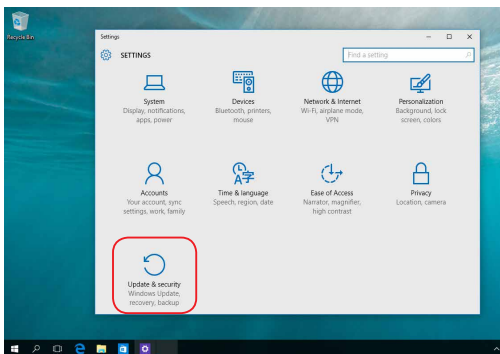 Recycle Bin
Settings
SETTINGS
Find a setting
System
Display, notifications,
apps, power
Devices
Bluetooth, printers,
mouse
Network & Internet
Wi-Fi, airplane mode,
VPN
Personalization
Background, lock
screen, colors
Accounts
Your account, sync
settings, work, family
Time & language
Speech, region, date
Ease of Access
Narrator, magnifier,
high contrast
Privacy
Location, camera
Update & security
Windows Update,
recovery, backup